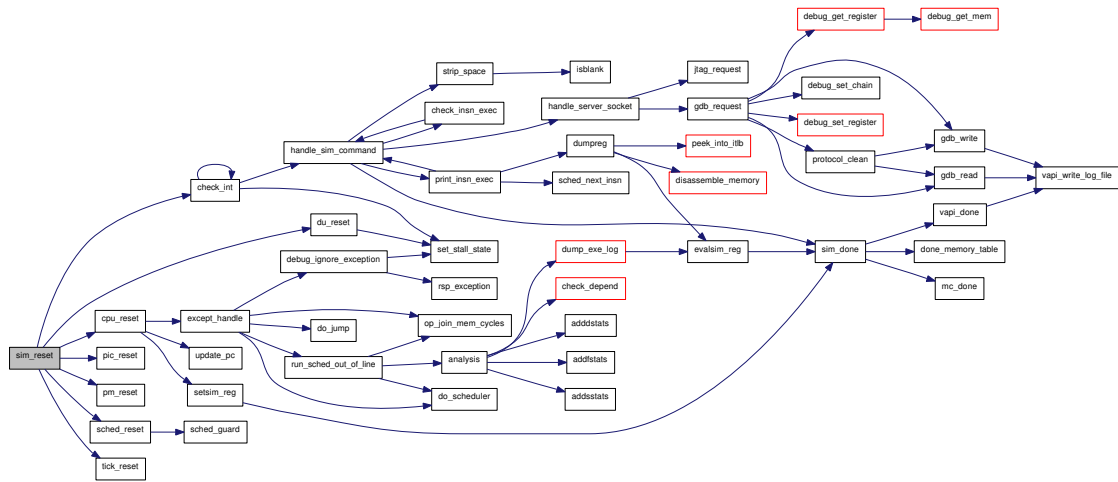 sim_reset
check_int
du_reset
cpu_reset
pic_reset
pm_reset
sched_reset
tick_reset
except_handle
update_pc
setsim_reg
sched_guard
handle_sim_command
debug_ignore_exception
do_jump
run_sched_out_of_line
strip_space
check_insn_exec
print_insn_exec
set_stall_state
rsp_exception
op_join_mem_cycles
analysis
do_scheduler
isblank
handle_server_socket
dumpreg
sched_next_insn
dump_exe_log
check_depend
adddstats
addfstats
addsstats
jtag_request
gdb_request
peek_into_itlb
disassemble_memory
evalsim_reg
debug_get_register
debug_set_chain
debug_set_register
protocol_clean
sim_done
debug_get_mem
gdb_write
gdb_read
vapi_done
done_memory_table
mc_done
vapi_write_log_file